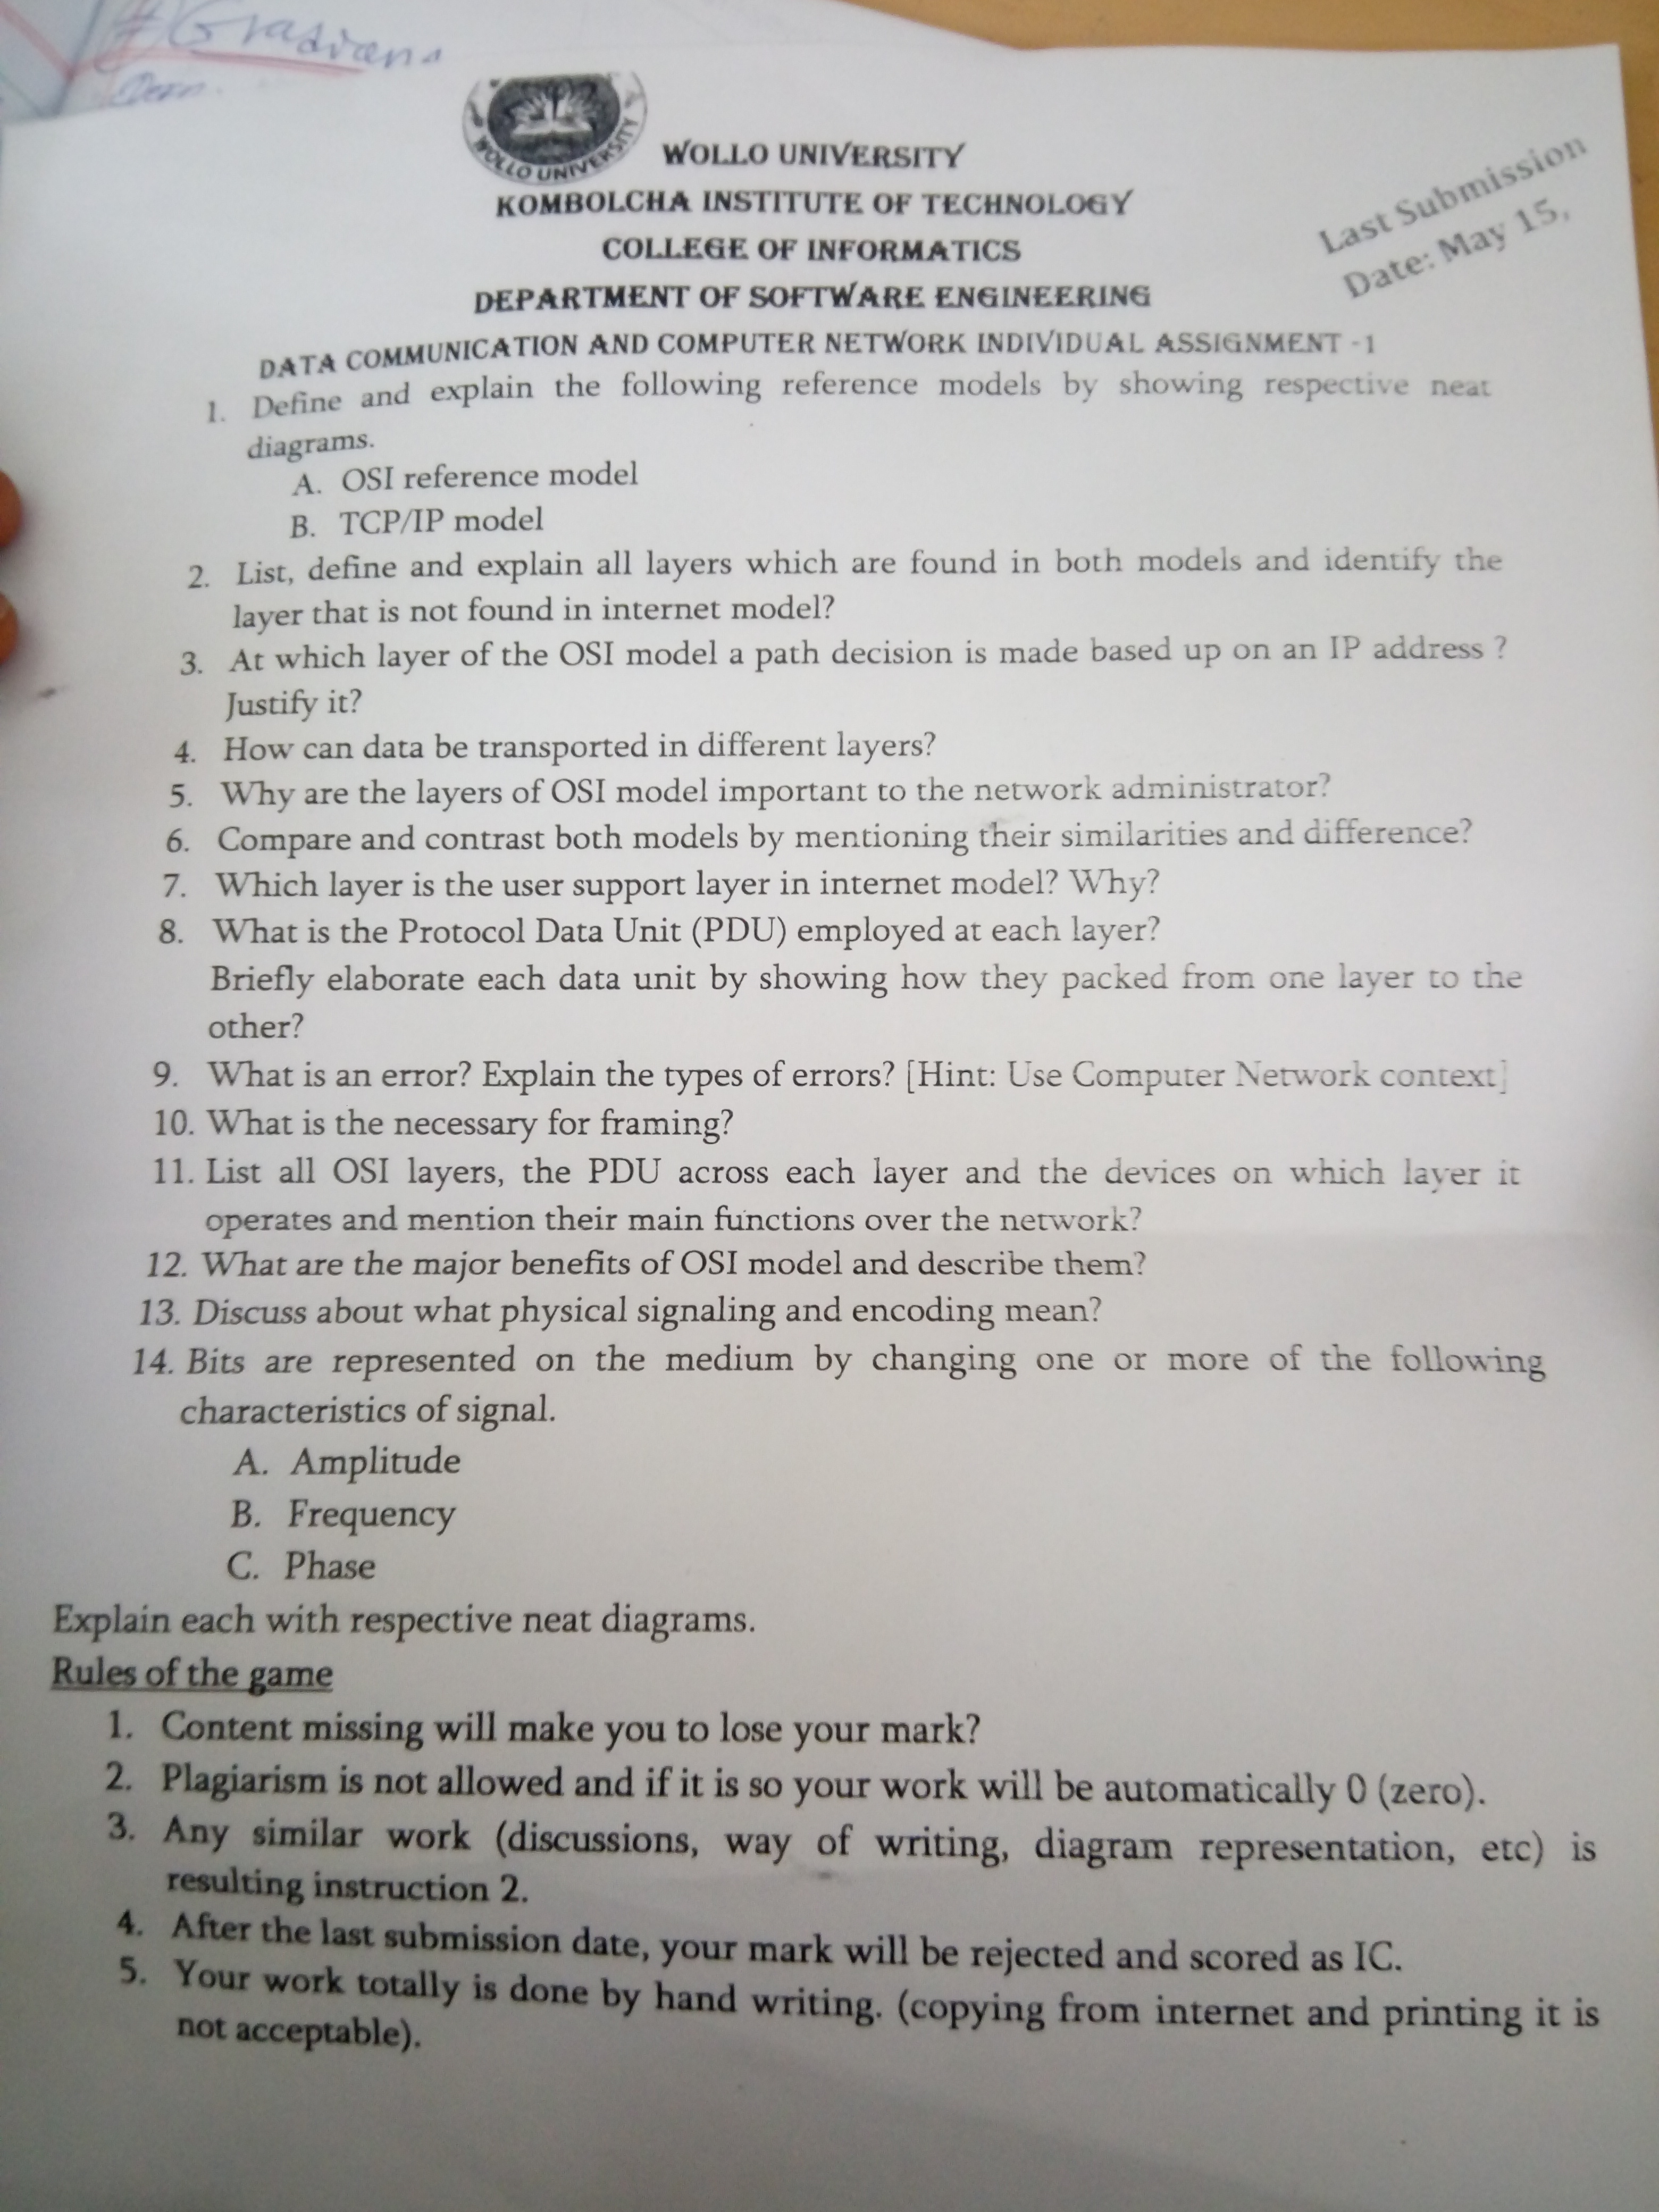 #Gradians
WOLLO UNIVERSITY
WOLLO UNIVERSITY
KOMBOLCHA INSTITUTE OF TECHNOLOGY
COLLEGE OF INFORMATICS
DEPARTMENT OF SOFTWARE ENGINEERING
Last Submission
Date: May 15,
DATA COMMUNICATION AND COMPUTER NETWORK INDIVIDUAL ASSIGNMENT -1
1. Define and explain the following reference models by showing respective neat
diagrams.
A. OSI reference model
B. TCP/IP model
2. List, define and explain all layers which are found in both models and identify the
layer that is not found in internet model?
3. At which layer of the OSI model a path decision is made based up on an IP address ?
Justify it?
4. How can data be transported in different layers?
5. Why are the layers of OSI model important to the network administrator?
6. Compare and contrast both models by mentioning their similarities and difference?
7. Which layer is the user support layer in internet model? Why?
8. What is the Protocol Data Unit (PDU) employed at each layer?
Briefly elaborate each data unit by showing how they packed from one layer to the
other?
9. What is an error? Explain the types of errors? [Hint: Use Computer Network context]
10. What is the necessary for framing?
11. List all OSI layers, the PDU across each layer and the devices on which layer it
operates and mention their main functions over the network?
12. What are the major benefits of OSI model and describe them?
13. Discuss about what physical signaling and encoding mean?
14. Bits are represented on the medium by changing one or more of the following
characteristics of signal.
A. Amplitude
B. Frequency
C. Phase
Explain each with respective neat diagrams.
Rules of the game
1. Content missing will make you to lose your mark?
2. Plagiarism is not allowed and if it is so your work will be automatically 0 (zero).
3. Any similar work (discussions, way of writing, diagram representation, etc) is
resulting instruction 2.
4. After the last submission date, your mark will be rejected and scored as IC.
5. Your work totally is done by hand writing. (copying from internet and printing it is
not acceptable).